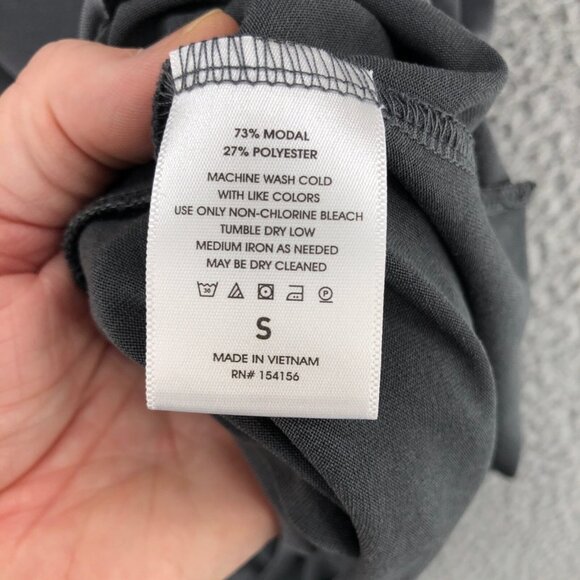 73% MODAL
27% POLYESTER
MACHINE WASH COLD
WITH LIKE COLORS
USE ONLY NON-CHLORINE BLEACH
TUMBLE DRY LOW
MEDIUM IRON AS NEEDED
MAY BE DRY CLEANED
30 P
S
MADE IN VIETNAM
RN# 154156